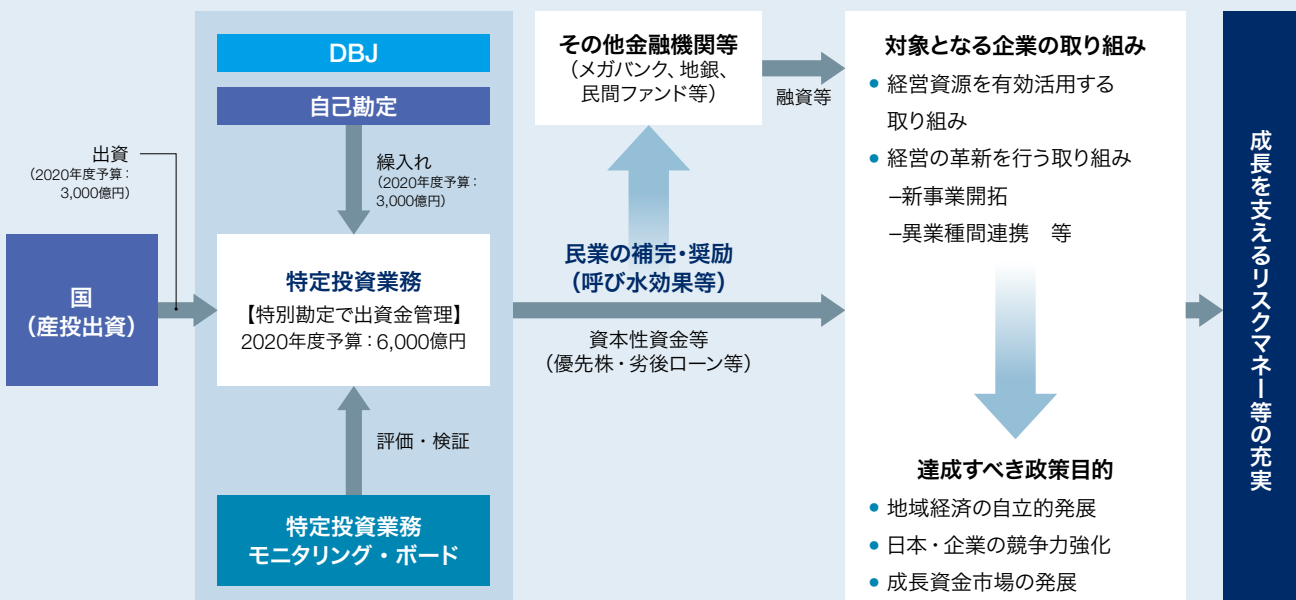 DBJ
自己勘定
出資
（2020年度予算：
3,000億円）
繰入れ
（2020年度予算：
3,000億円）
国
（産投出資）
特定投資業務
【特別勘定で出資金管理】
2020年度予算：6,000億円
評価・検証
特定投資業務
モニタリング・ボード
その他金融機関等
（メガバンク、地銀、
民間ファンド等）
融資等
民業の補完・奨励
（呼び水効果等）
資本性資金等
（優先株・劣後ローン等）
対象となる企業の取り組み
• 経営資源を有効活用する
取り組み
• 経営の革新を行う取り組み
–新事業開拓
–異業種間連携　等
達成すべき政策目的
• 地域経済の自立的発展
• 日本・企業の競争力強化
• 成長資金市場の発展
成長を支えるリスクマネー等の充実